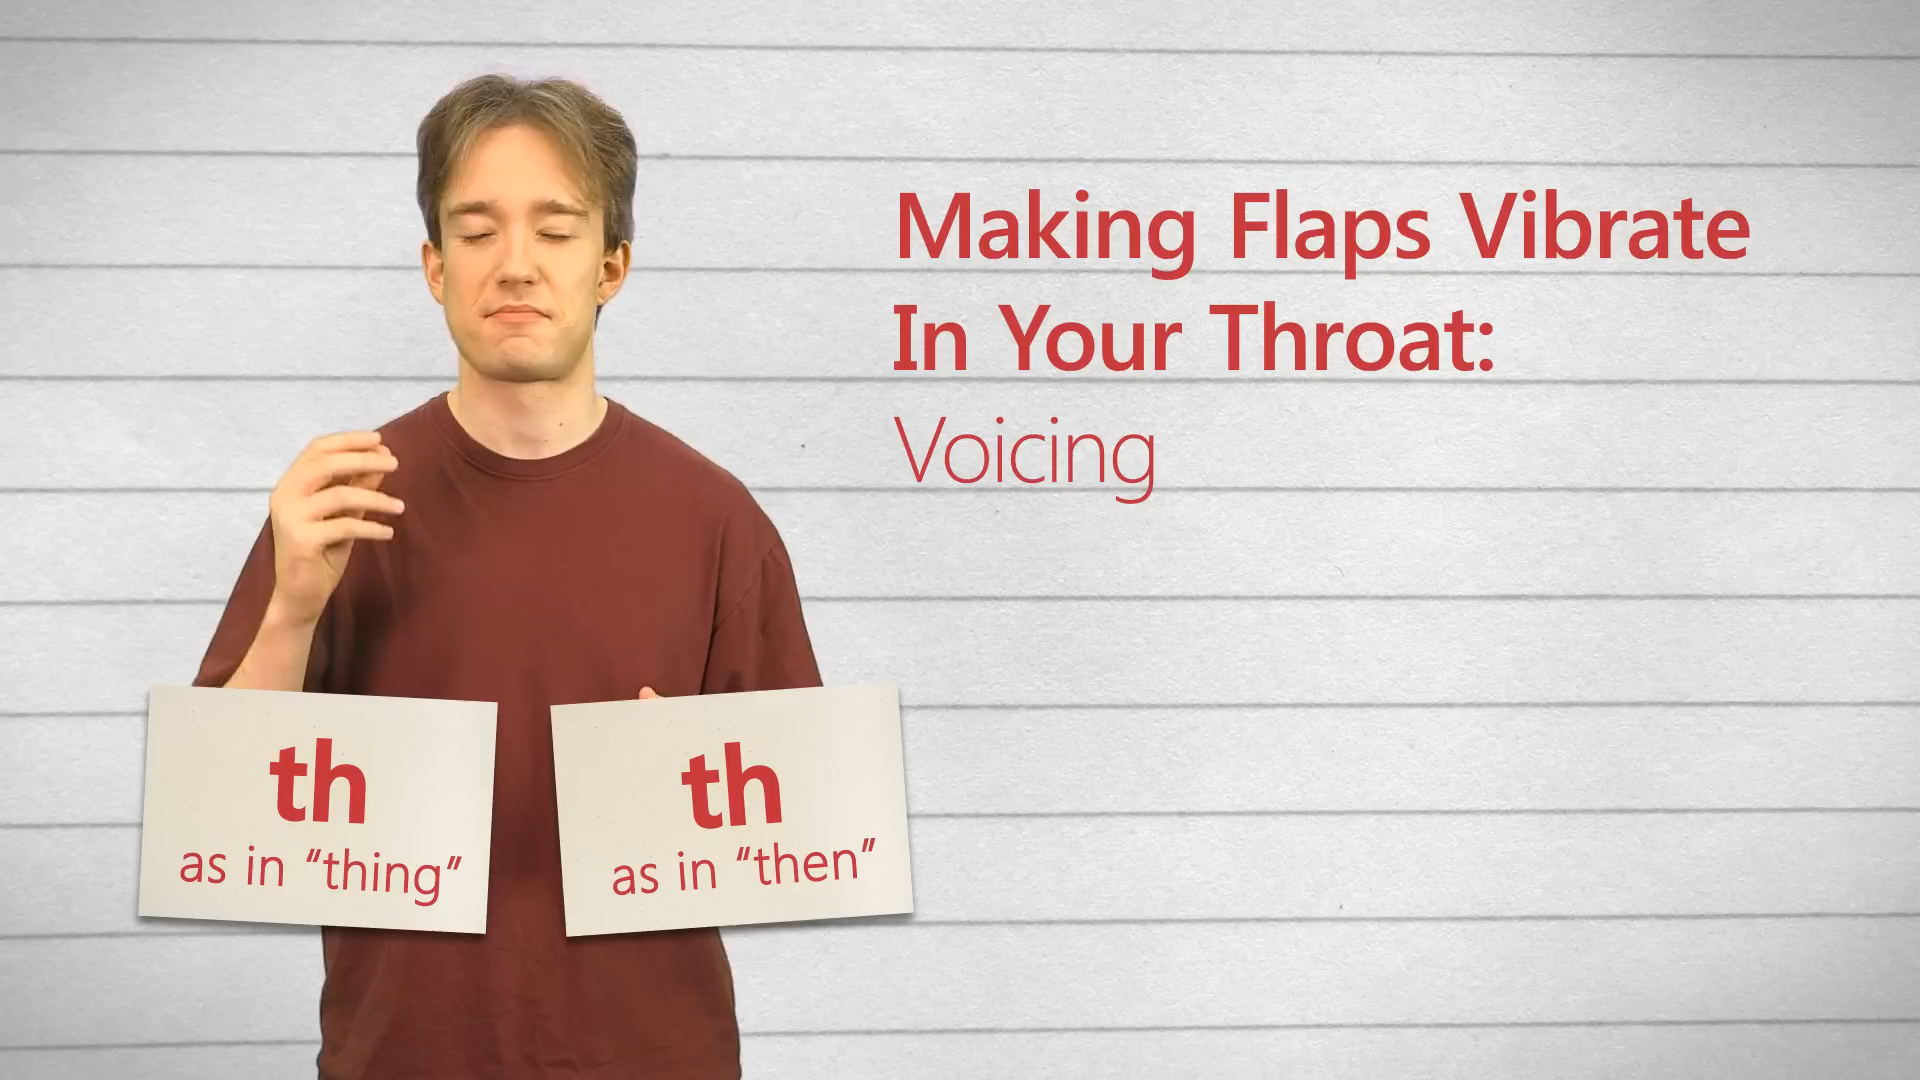 Making Flaps Vibrate
In Your Throat:
Voicing
th
as in “thing”
th
as in “then”